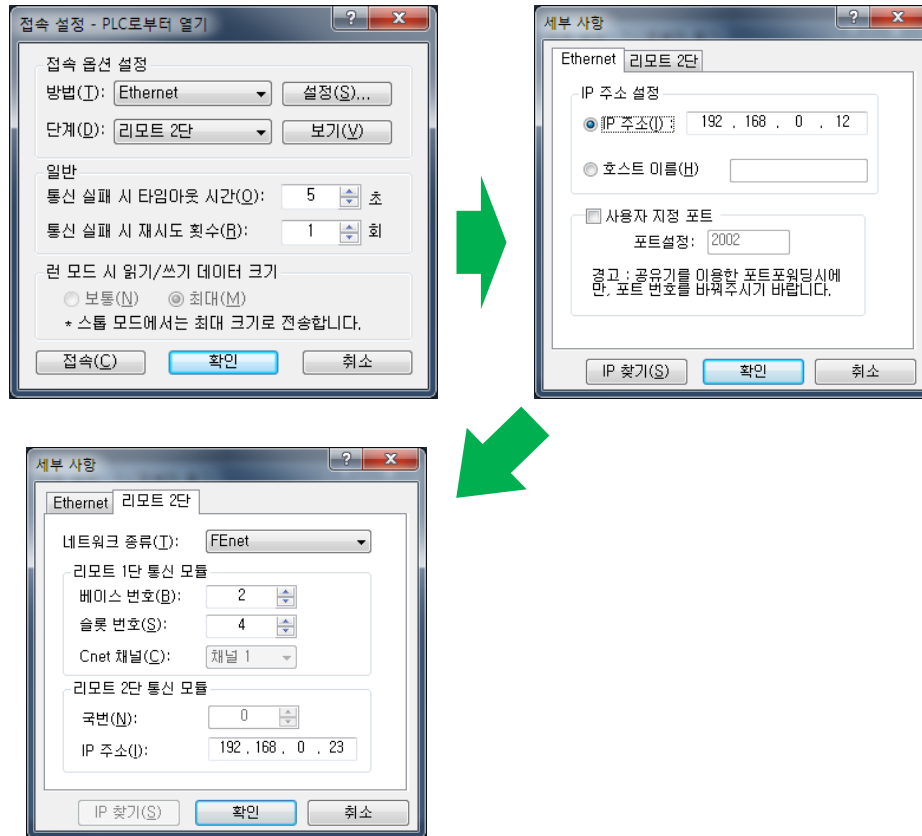 접속 설정 - PLC로부터 열기
접속 옵션 설정
방법(T): Ethernet 설정(S)...
단계(D): 리모트 2단 보기(V)
일반
통신 실패 시 타임아웃 시간(O): 5 초
통신 실패 시 재시도 횟수(R): 1 회
런 모드 시 읽기/쓰기 데이터 크기
보통(N) 최대(M)
* 스톱 모드에서는 최대 크기로 전송합니다.
접속(C) 확인 취소
세부 사항
Ethernet 리모트 2단
IP 주소 설정
IP 주소(I) : 192 . 168 . 0 . 12
호스트 이름(H)
사용자 지정 포트
포트설정: 2002
경고 : 공유기를 이용한 포트포워딩시에
만, 포트 번호를 바꿔주시기 바랍니다.
IP 찾기(S) 확인 취소
세부 사항
Ethernet 리모트 2단
네트워크 종류(T): FEnet
리모트 1단 통신 모듈
베이스 번호(B): 2
슬롯 번호(S): 4
Cnet 채널(C): 채널 1
리모트 2단 통신 모듈
국번(N): 0
IP 주소(I): 192 . 168 . 0 . 23
IP 찾기(S) 확인 취소